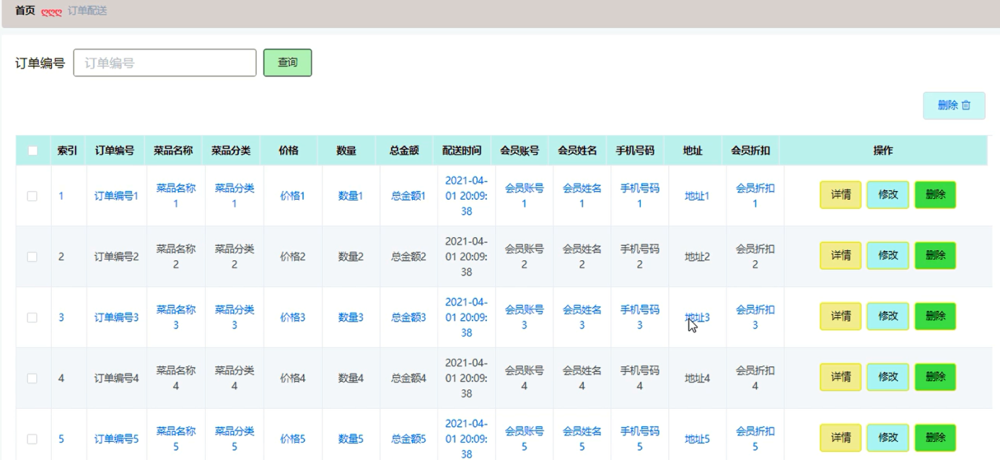 首页 ღღღ 订单配送
订单编号 订单编号 查询
删除
索引 订单编号 菜品名称 菜品分类 价格 数量 总金额 配送时间 会员账号 会员姓名 手机号码 地址 会员折扣 操作
1 订单编号1 菜品名称1 菜品分类1 价格1 数量1 总金额1 2021-04-01 20:09:38 会员账号1 会员姓名1 手机号码1 地址1 会员折扣1 详情 修改 删除
2 订单编号2 菜品名称2 菜品分类2 价格2 数量2 总金额2 2021-04-01 20:09:38 会员账号2 会员姓名2 手机号码2 地址2 会员折扣2 详情 修改 删除
3 订单编号3 菜品名称3 菜品分类3 价格3 数量3 总金额3 2021-04-01 20:09:38 会员账号3 会员姓名3 手机号码3 地址3 会员折扣3 详情 修改 删除
4 订单编号4 菜品名称4 菜品分类4 价格4 数量4 总金额4 2021-04-01 20:09:38 会员账号4 会员姓名4 手机号码4 地址4 会员折扣4 详情 修改 删除
5 订单编号5 菜品名称5 菜品分类5 价格5 数量5 总金额5 2021-04-01 20:09:38 会员账号5 会员姓名5 手机号码5 地址5 会员折扣5 详情 修改 删除